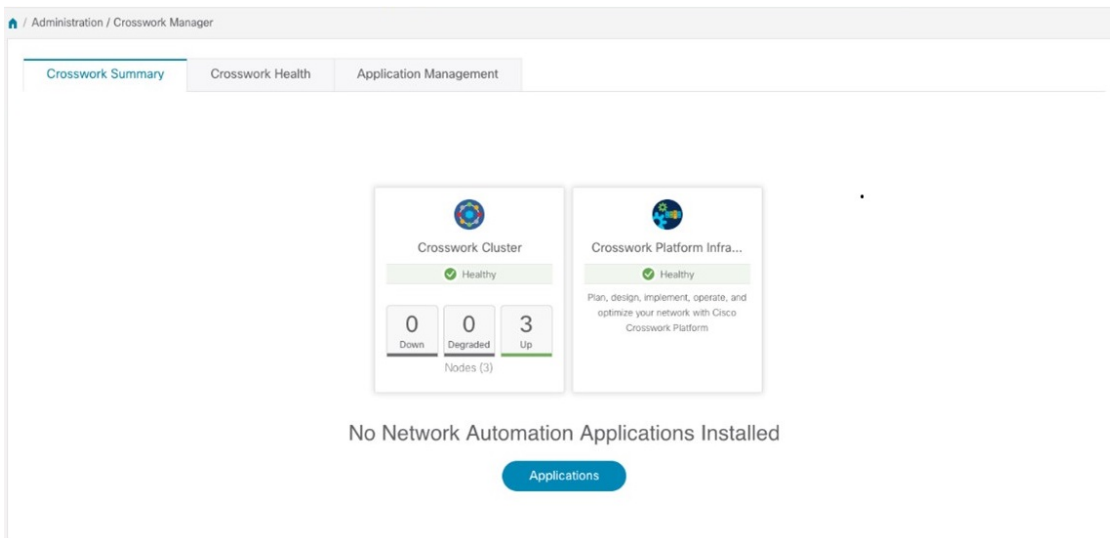 / Administration / Crosswork Manager
Crosswork Summary Crosswork Health Application Management
Crosswork Cluster
Healthy
0 0 3
Down Degraded Up
Nodes (3)
Crosswork Platform Infra...
Healthy
Plan, design, implement, operate, and
optimize your network with Cisco
Crosswork Platform
No Network Automation Applications Installed
Applications